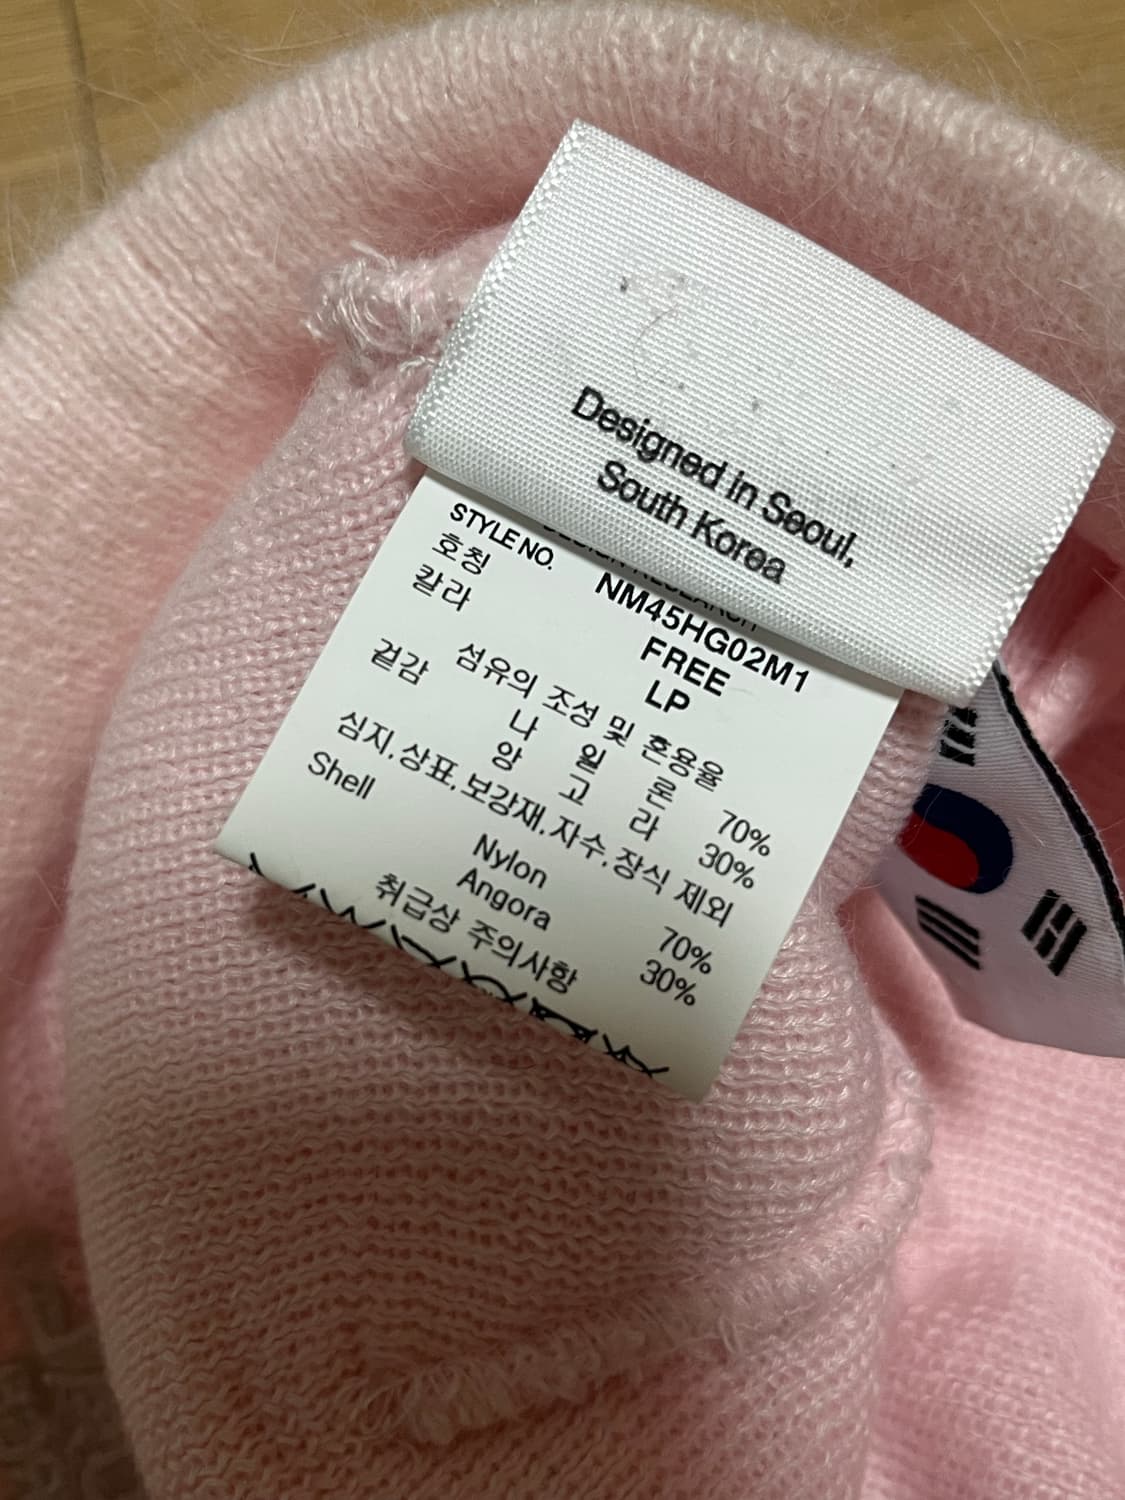 Designed in Seoul,
South Korea
DESIGN RESEARCH
STYLE NO. NM45HG02M1
호칭 FREE
칼라 LP
섬유의 조성 및 혼용율
겉감 나 일 론 70%
앙 고 라 30%
심지.상표.보강재.자수.장식 제외
Shell Nylon 70%
Angora 30%
취급상 주의사항